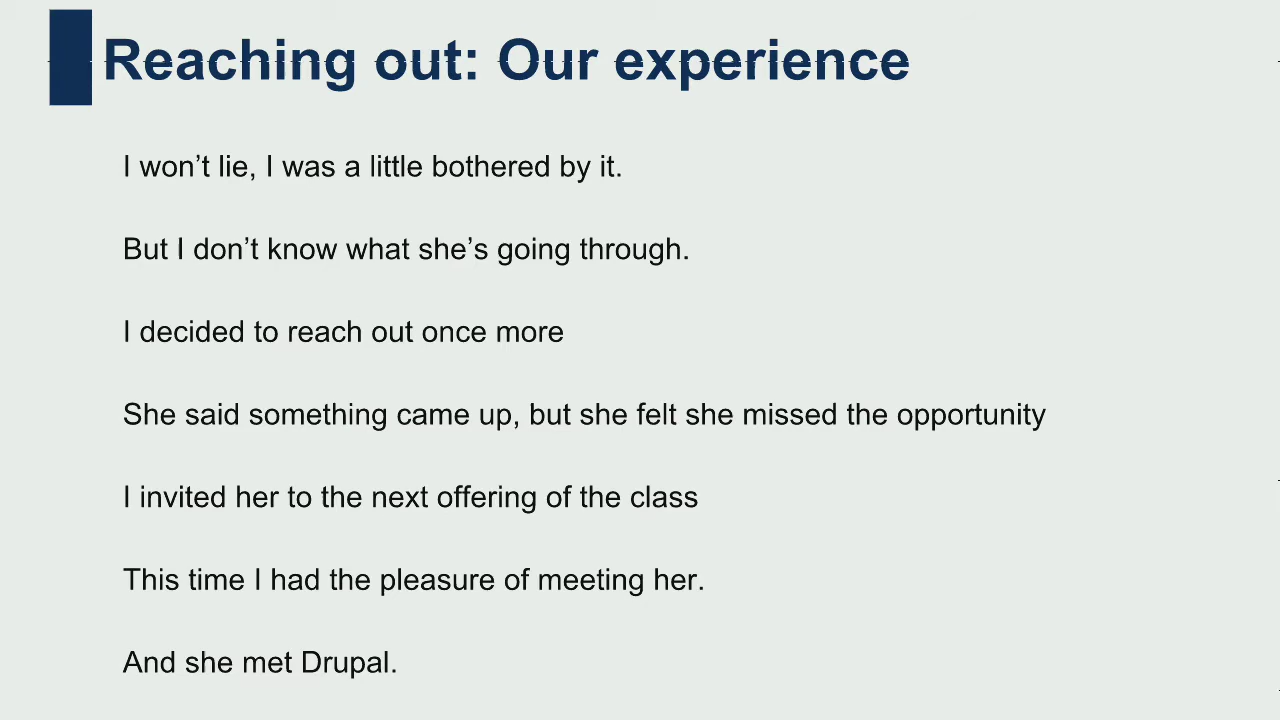 Reaching out: Our experience
I won’t lie, I was a little bothered by it.
But I don’t know what she’s going through.
I decided to reach out once more
She said something came up, but she felt she missed the opportunity
I invited her to the next offering of the class
This time I had the pleasure of meeting her.
And she met Drupal.